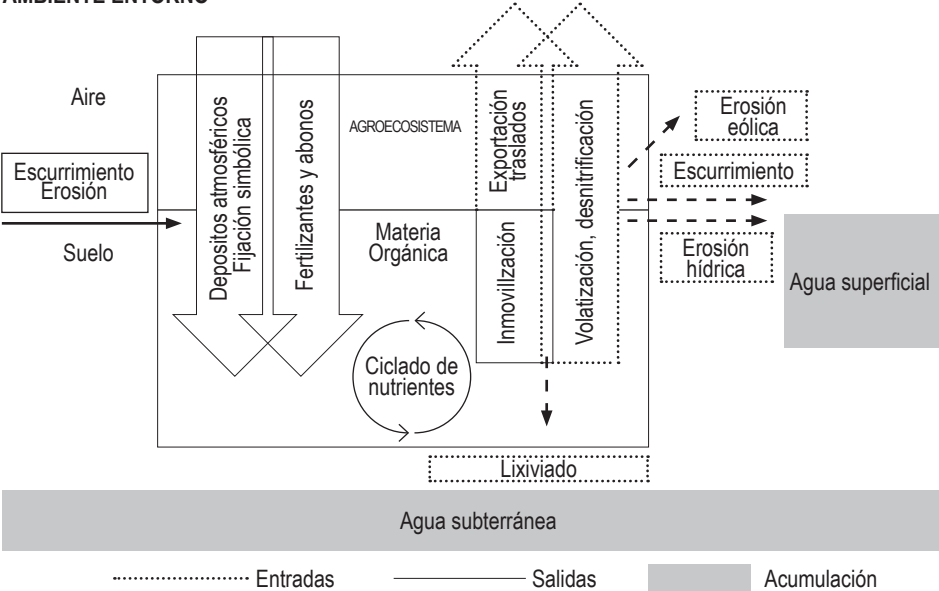 AMBIENTE ENTORNO
Aire
Escurrimiento
Erosión
Suelo
Depositos atmosféricos
Fijación simbólica
Fertilizantes y abonos
AGROECOSISTEMA
Materia
Orgánica
Ciclado de
nutrientes
Exportación
traslados
Inmovilización
Volatización, desnitrificación
Erosión
eólica
Escurrimiento
Erosión
hídrica
Agua superficial
Lixiviado
Agua subterránea
Entradas
Salidas
Acumulación